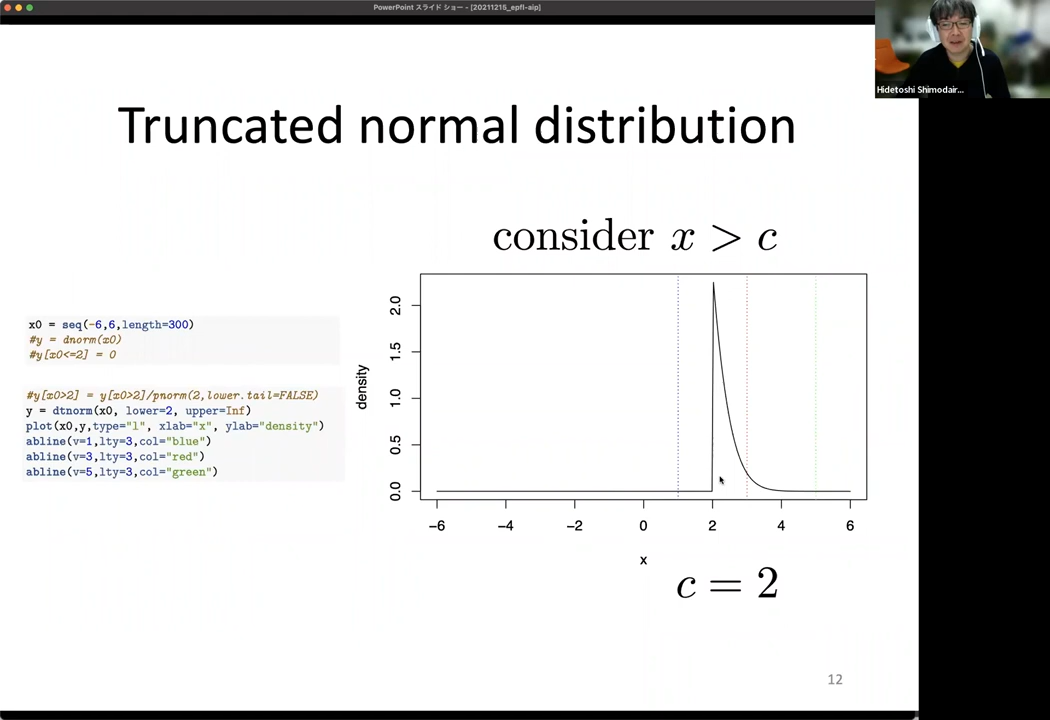 PowerPoint スライド ショー - [20211215_epfl-aip]
Hidetoshi Shimodair...
Truncated normal distribution
consider x > c
x0 = seq(-6,6,length=300)
#y = dnorm(x0)
#y[x0<=2] = 0
#y[x0>2] = y[x0>2]/pnorm(2,lower.tail=FALSE)
y = dtnorm(x0, lower=2, upper=Inf)
plot(x0,y,type="l", xlab="x", ylab="density")
abline(v=1,lty=3,col="blue")
abline(v=3,lty=3,col="red")
abline(v=5,lty=3,col="green")
density
2.0
1.5
1.0
0.5
0.0
−6 −4 −2 0 2 4 6
x
c = 2
12